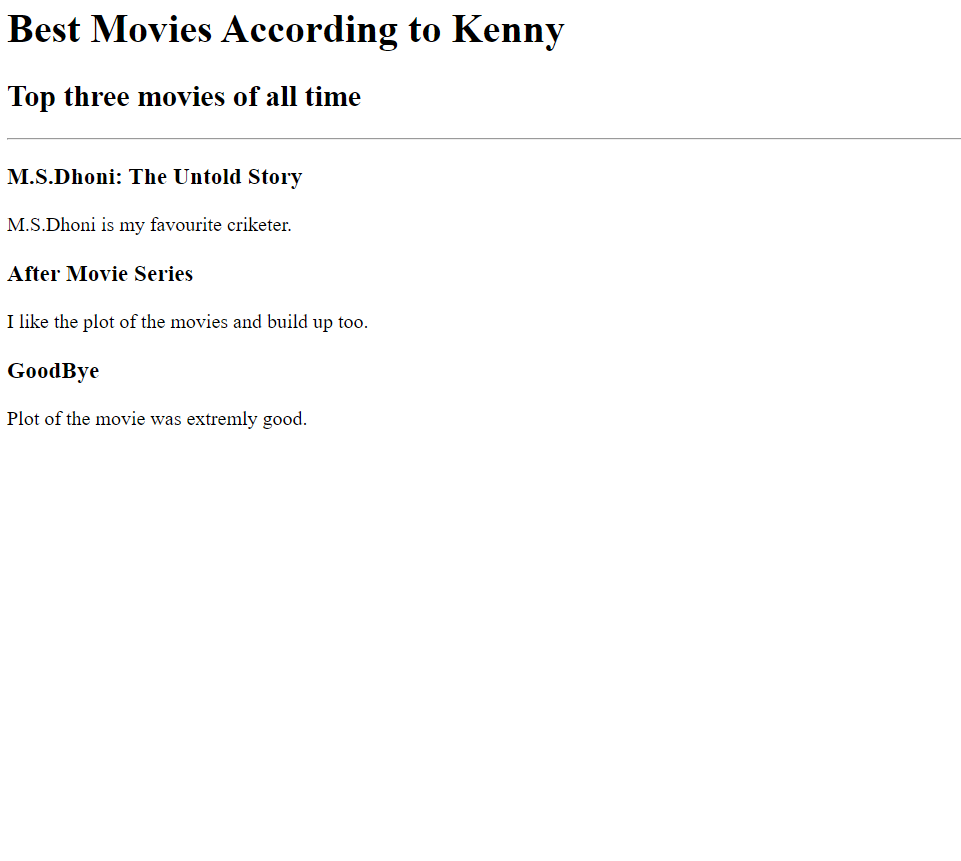 Best Movies According to Kenny
Top three movies of all time
M.S.Dhoni: The Untold Story
M.S.Dhoni is my favourite criketer.
After Movie Series
I like the plot of the movies and build up too.
GoodBye
Plot of the movie was extremly good.